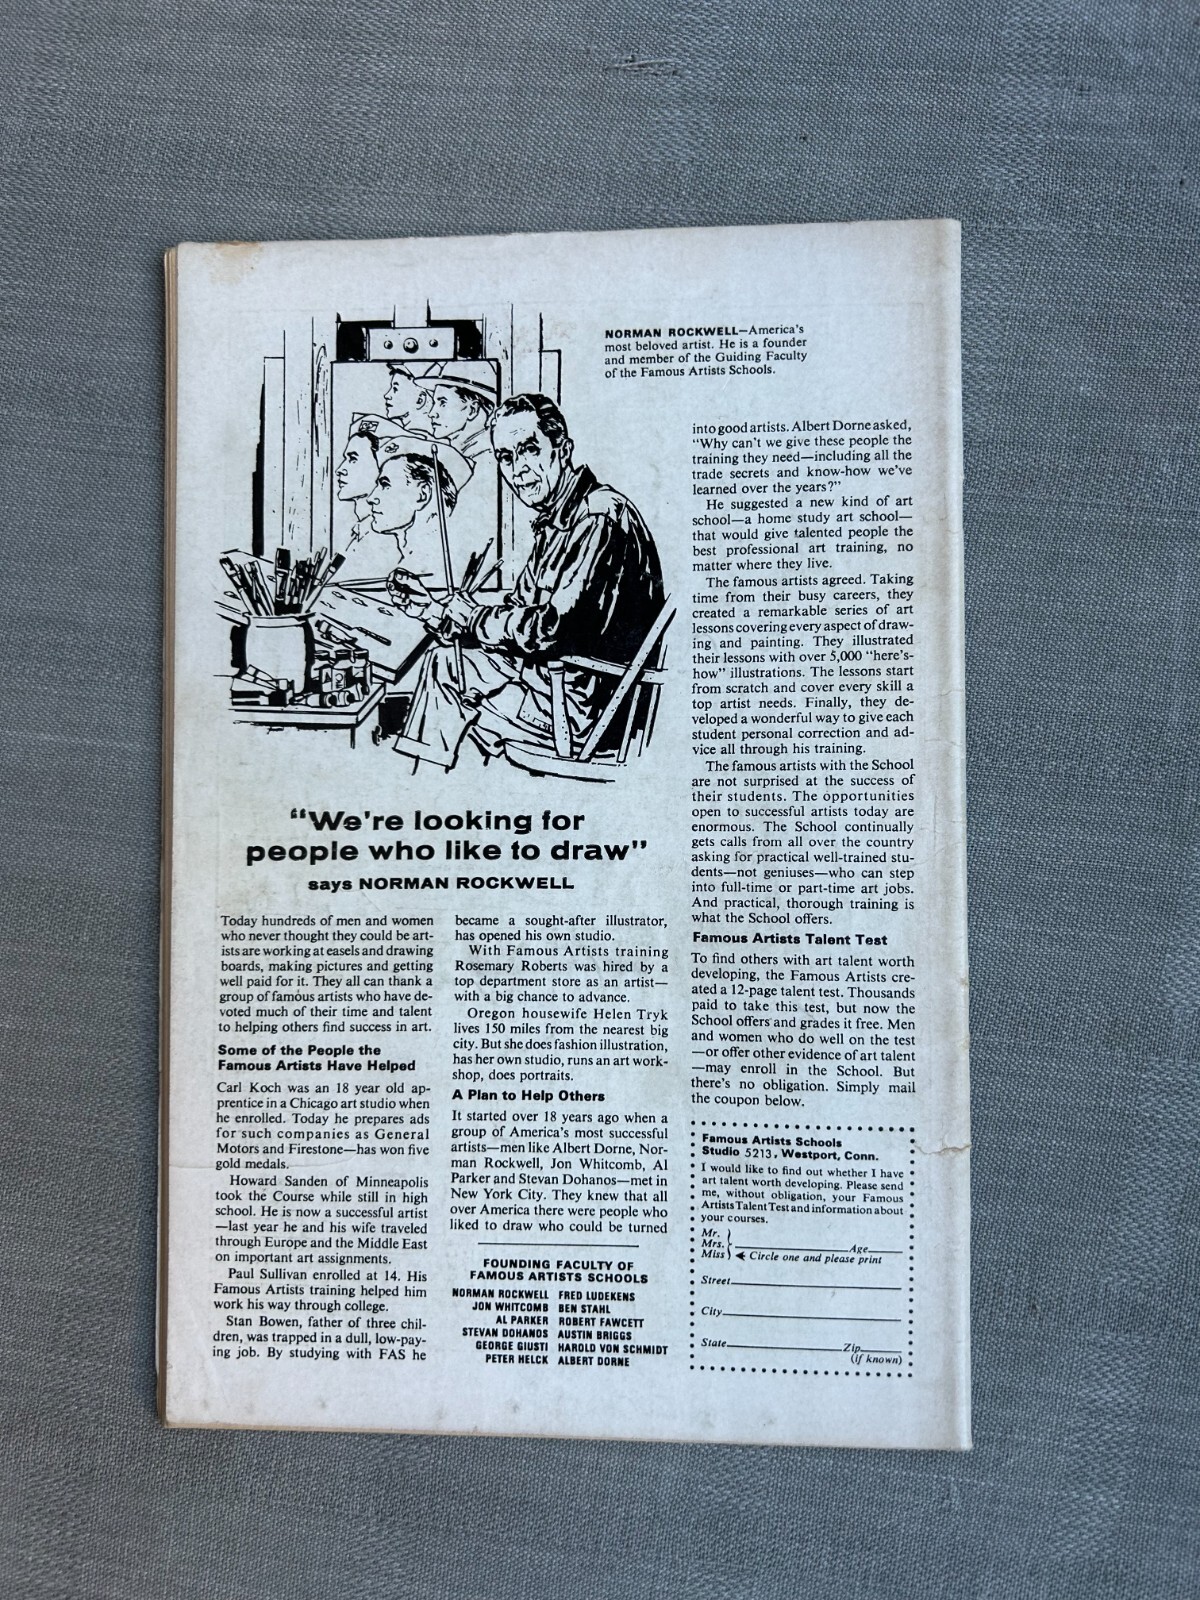 NORMAN ROCKWELL—America's
most beloved artist. He is a founder
and member of the Guiding Faculty
of the Famous Artists Schools.
"We're looking for
people who like to draw"
says NORMAN ROCKWELL
Today hundreds of men and women
who never thought they could be art-
ists are working at easels and drawing
boards, making pictures and getting
well paid for it. They all can thank a
group of famous artists who have de-
voted much of their time and talent
to helping others find success in art.
Some of the People the
Famous Artists Have Helped
Carl Koch was an 18 year old ap-
prentice in a Chicago art studio when
he enrolled. Today he prepares ads
for such companies as General
Motors and Firestone—has won five
gold medals.
Howard Sanden of Minneapolis
took the Course while still in high
school. He is now a successful artist
—last year he and his wife traveled
through Europe and the Middle East
on important art assignments.
Paul Sullivan enrolled at 14. His
Famous Artists training helped him
work his way through college.
Stan Bowen, father of three chil-
dren, was trapped in a dull, low-pay-
ing job. By studying with FAS he
became a sought-after illustrator,
has opened his own studio.
With Famous Artists training
Rosemary Roberts was hired by a
top department store as an artist—
with a big chance to advance.
Oregon housewife Helen Tryk
lives 150 miles from the nearest big
city. But she does fashion illustration,
has her own studio, runs an art work-
shop, does portraits.
A Plan to Help Others
It started over 18 years ago when a
group of America's most successful
artists—men like Albert Dorne, Nor-
man Rockwell, Jon Whitcomb, Al
Parker and Stevan Dohanos—met in
New York City. They knew that all
over America there were people who
liked to draw who could be turned
FOUNDING FACULTY OF
FAMOUS ARTISTS SCHOOLS
NORMAN ROCKWELL FRED LUDEKENS
JON WHITCOMB BEN STAHL
AL PARKER ROBERT FAWCETT
STEVAN DOHANOS AUSTIN BRIGGS
GEORGE GIUSTI HAROLD VON SCHMIDT
PETER HELCK ALBERT DORNE
into good artists. Albert Dorne asked,
"Why can't we give these people the
training they need—including all the
trade secrets and know-how we've
learned over the years?"
He suggested a new kind of art
school—a home study art school—
that would give talented people the
best professional art training, no
matter where they live.
The famous artists agreed. Taking
time from their busy careers, they
created a remarkable series of art
lessons covering every aspect of draw-
ing and painting. They illustrated
their lessons with over 5,000 "here's-
how" illustrations. The lessons start
from scratch and cover every skill a
top artist needs. Finally, they de-
veloped a wonderful way to give each
student personal correction and ad-
vice all through his training.
The famous artists with the School
are not surprised at the success of
their students. The opportunities
open to successful artists today are
enormous. The School continually
gets calls from all over the country
asking for practical well-trained stu-
dents—not geniuses—who can step
into full-time or part-time art jobs.
And practical, thorough training is
what the School offers.
Famous Artists Talent Test
To find others with art talent worth
developing, the Famous Artists cre-
ated a 12-page talent test. Thousands
paid to take this test, but now the
School offers and grades it free. Men
and women who do well on the test
—or offer other evidence of art talent
—may enroll in the School. But
there's no obligation. Simply mail
the coupon below.
Famous Artists Schools
Studio 5213, Westport, Conn.
I would like to find out whether I have
art talent worth developing. Please send
me, without obligation, your Famous
Artists Talent Test and information about
your courses.
Mr.
Mrs. Age
Miss Circle one and please print
Street
City
State Zip
(if known)